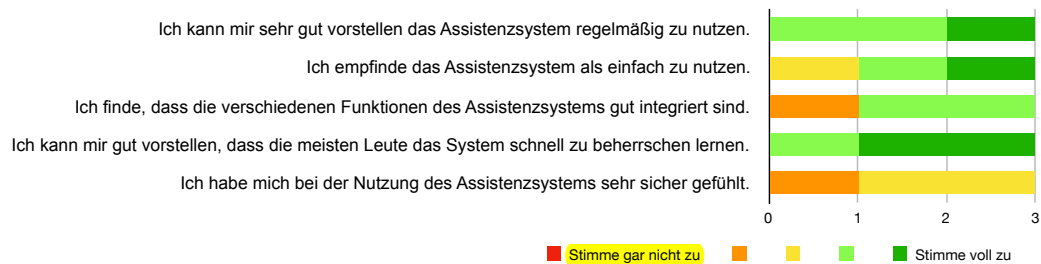 Ich kann mir sehr gut vorstellen das Assistenzsystem regelmäßig zu nutzen.
Ich empfinde das Assistenzsystem als einfach zu nutzen.
Ich finde, dass die verschiedenen Funktionen des Assistenzsystems gut integriert sind.
Ich kann mir gut vorstellen, dass die meisten Leute das System schnell zu beherrschen lernen.
Ich habe mich bei der Nutzung des Assistenzsystems sehr sicher gefühlt.
0 1 2 3
Stimme gar nicht zu Stimme voll zu